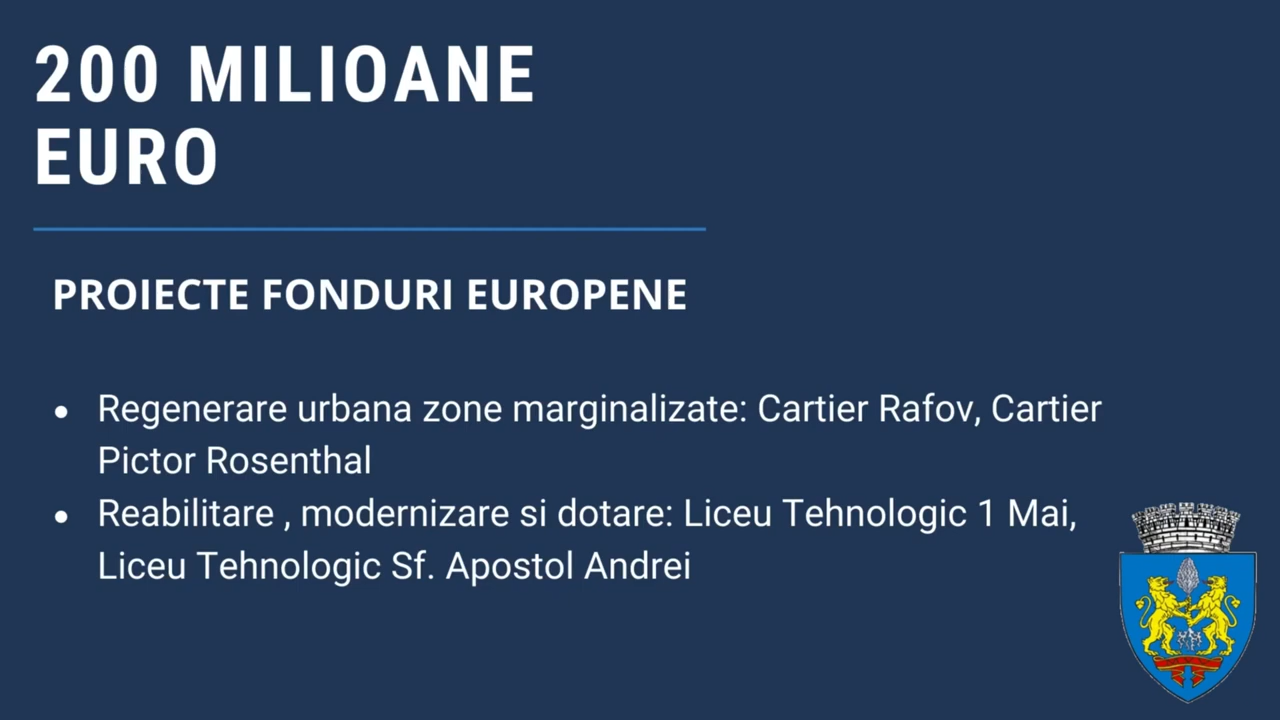 200 MILIOANE
EURO
PROIECTE FONDURI EUROPENE
• Regenerare urbana zone marginalizate: Cartier Rafov, Cartier
Pictor Rosenthal
• Reabilitare , modernizare si dotare: Liceu Tehnologic 1 Mai,
Liceu Tehnologic Sf. Apostol Andrei